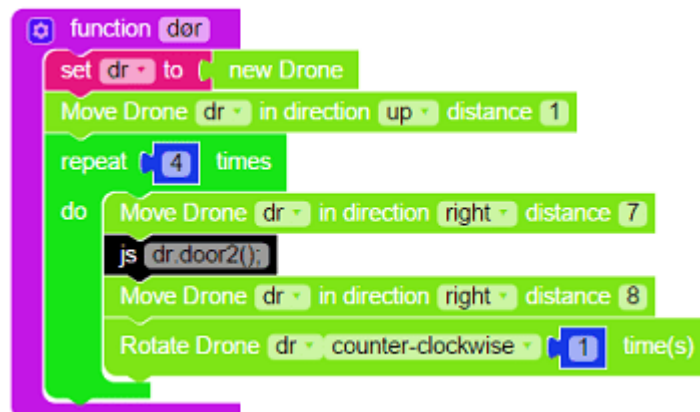 function dør
set dr to new Drone
Move Drone dr in direction up distance 1
repeat 4 times
do Move Drone dr in direction right distance 7
js dr.door2();
Move Drone dr in direction right distance 8
Rotate Drone dr counter-clockwise 1 time(s)